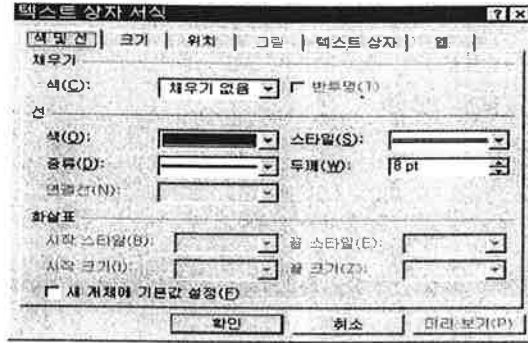 텍스트 상자 서식
색 및 선 크기 위치 그림 텍스트 상자 웹
채우기
색(C): 채우기 없음 반투명(T)
선
색(O): 스타일(S):
종류(D): 두께(W): 8 pt
연결선(N):
화살표
시작 스타일(B): 끝 스타일(E):
시작 크기(I): 끝 크기(Z):
새 개체에 기본값 설정(F)
확인 취소 미리 보기(P)